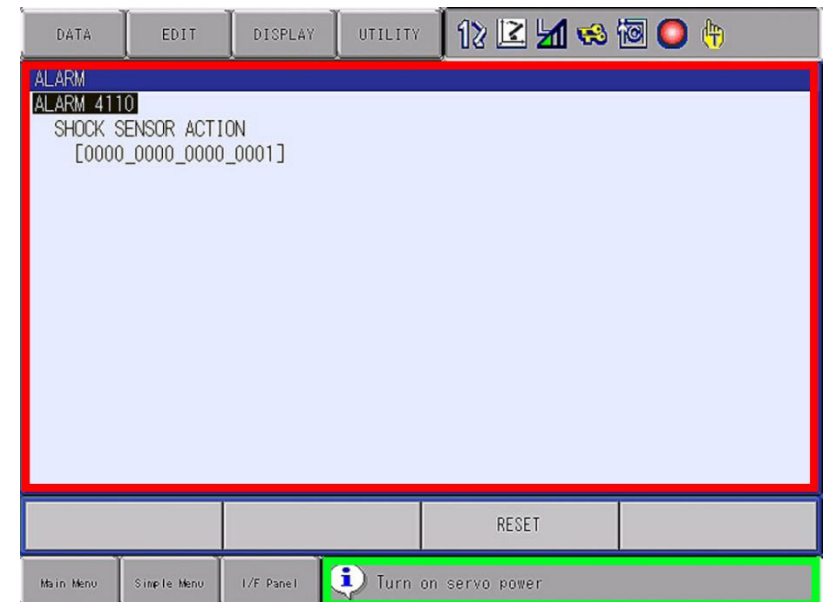 DATA EDIT DISPLAY UTILITY
ALARM
ALARM 4110
SHOCK SENSOR ACTION
[0000_0000_0000_0001]
RESET
Main Menu Simple Menu I/F Panel Turn on servo power